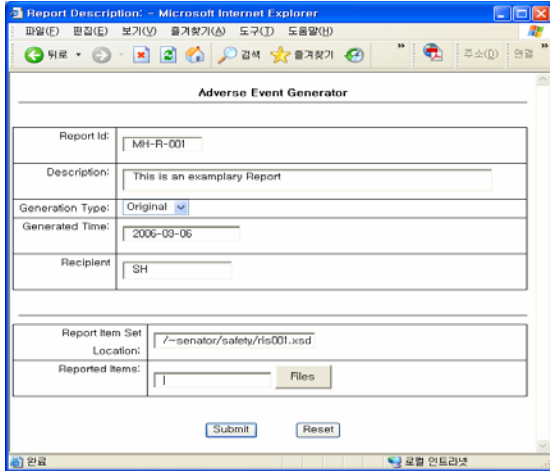 Report Description: - Microsoft Internet Explorer
파일(F) 편집(E) 보기(V) 즐겨찾기(A) 도구(T) 도움말(H)
뒤로 검색 즐겨찾기 » 주소(D) 연결 »
Adverse Event Generator
Report Id: MH-R-001
Description: This is an examplary Report
Generation Type: Original
Generated Time: 2006-03-06
Recipient SH
Report Item Set Location: /~senator/safety/ris001.xsd
Reported Items: Files
Submit Reset
완료 로컬 인트라넷